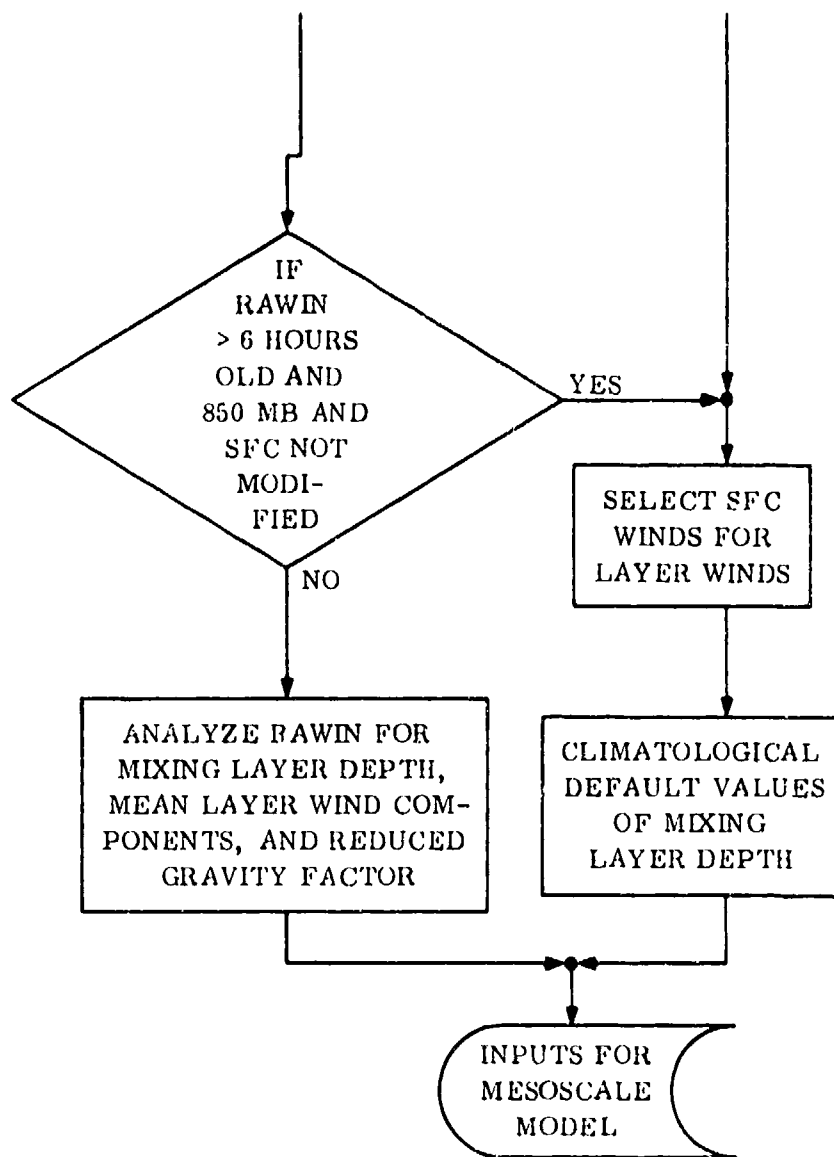 IF
RAWIN
> 6 HOURS
OLD AND
850 MB AND
SFC NOT
MODI-
FIED
YES
NO
SELECT SFC
WINDS FOR
LAYER WINDS
ANALYZE RAWIN FOR
MIXING LAYER DEPTH,
MEAN LAYER WIND COM-
PONENTS, AND REDUCED
GRAVITY FACTOR
CLIMATOLOGICAL
DEFAULT VALUES
OF MIXING
LAYER DEPTH
INPUTS FOR
MESOSCALE
MODEL